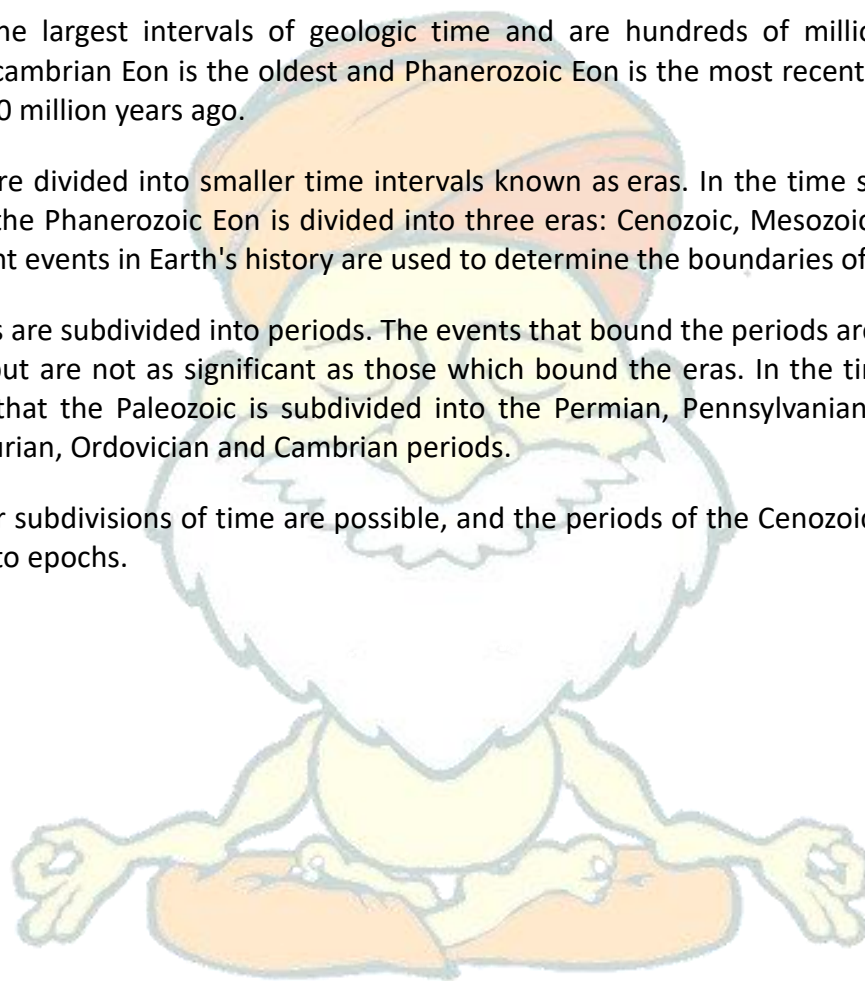 he largest intervals of geologic time and are hundreds of millio
cambrian Eon is the oldest and Phanerozoic Eon is the most recent
0 million years ago.
re divided into smaller time intervals known as eras. In the time s
the Phanerozoic Eon is divided into three eras: Cenozoic, Mesozoic
nt events in Earth's history are used to determine the boundaries of
s are subdivided into periods. The events that bound the periods are
but are not as significant as those which bound the eras. In the ti
that the Paleozoic is subdivided into the Permian, Pennsylvanian
urian, Ordovician and Cambrian periods.
r subdivisions of time are possible, and the periods of the Cenozoic
to epochs.